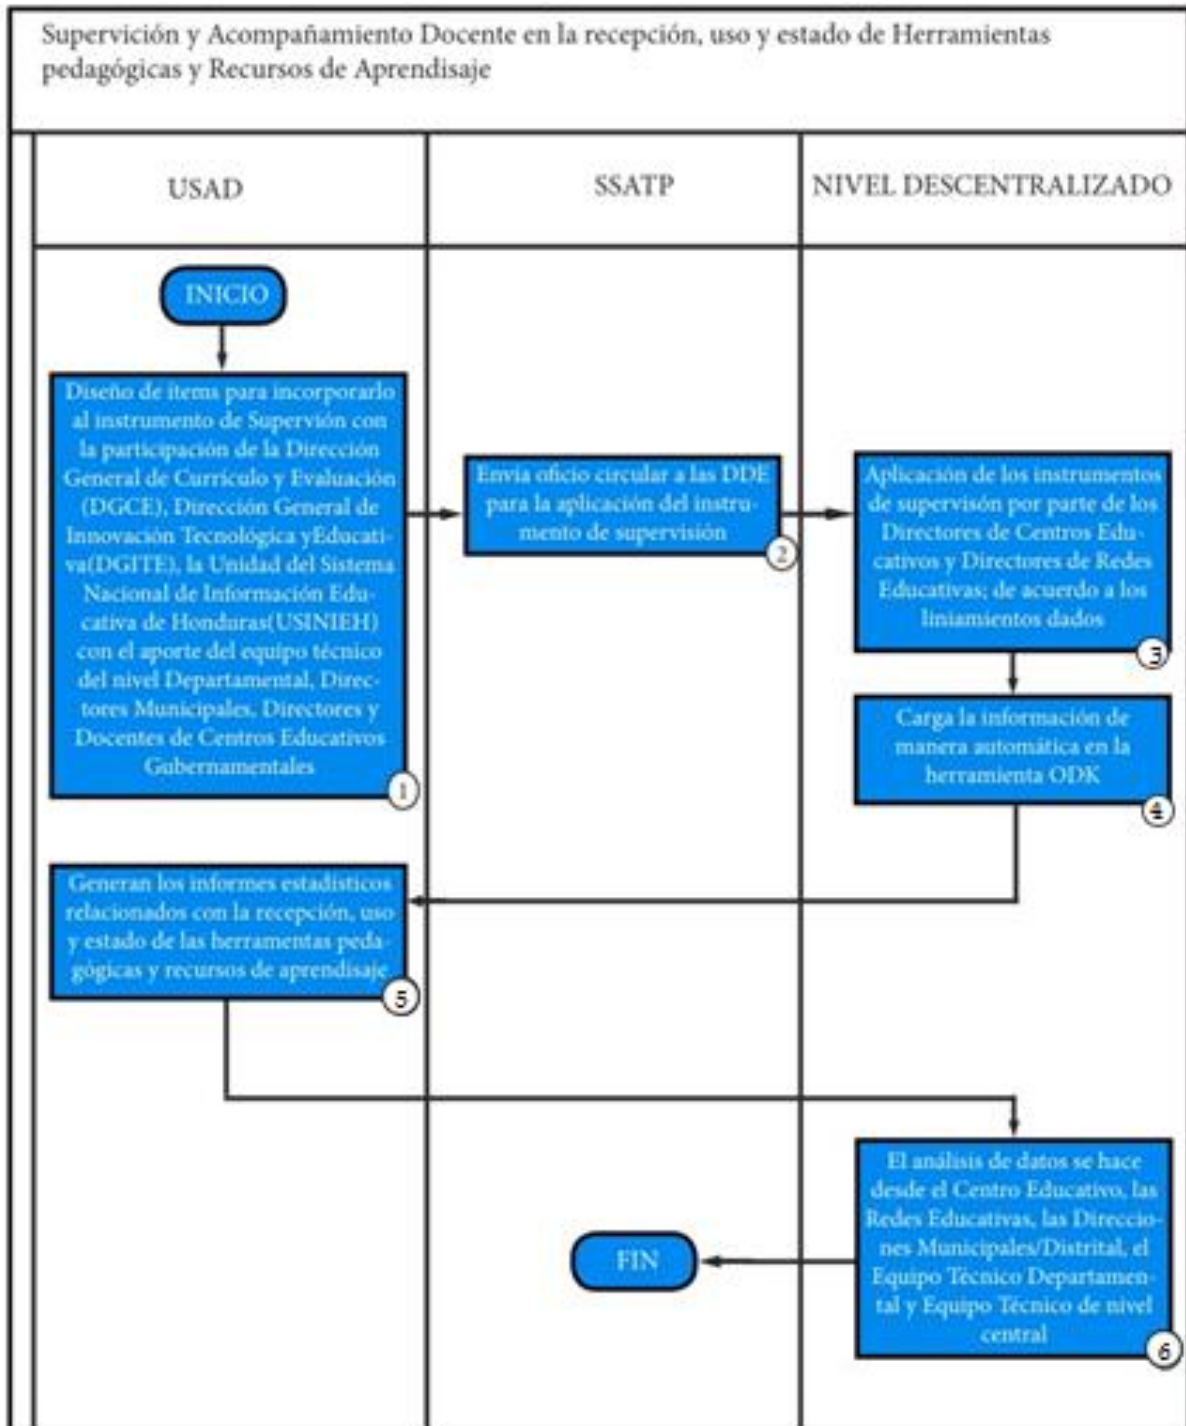 Supervición y Acompañamiento Docente en la recepción, uso y estado de Herramientas
pedagógicas y Recursos de Aprendisaje
USAD
SSATP
NIVEL DESCENTRALIZADO
INICIO
Diseño de items para incorporarlo
al instrumento de Supervión con
la participación de la Dirección
General de Currículo y Evaluación
(DGCE), Dirección General de
Innovación Tecnológica yEducati-
va(DGITE), la Unidad del Sistema
Nacional de Información Edu-
cativa de Honduras(USINIEH)
con el aporte del equipo técnico
del nivel Departamental, Direc-
tores Municipales, Directores y
Docentes de Centros Educativos
Gubernamentales
1
Envia oficio circular a las DDE
para la aplicación del instru-
mento de supervisión
2
Aplicación de los instrumentos
de supervisón por parte de los
Directores de Centros Edu-
cativos y Directores de Redes
Educativas; de acuerdo a los
liniamientos dados
3
Carga la información de
manera automática en la
herramienta ODK
4
Generan los informes estadísticos
relacionados con la recepción, uso
y estado de las herramentas peda-
gógicas y recursos de aprendisaje
5
El análisis de datos se hace
desde el Centro Educativo, las
Redes Educativas, las Direccio-
nes Municipales/Distrital, el
Equipo Técnico Departamen-
tal y Equipo Técnico de nivel
central
6
FIN